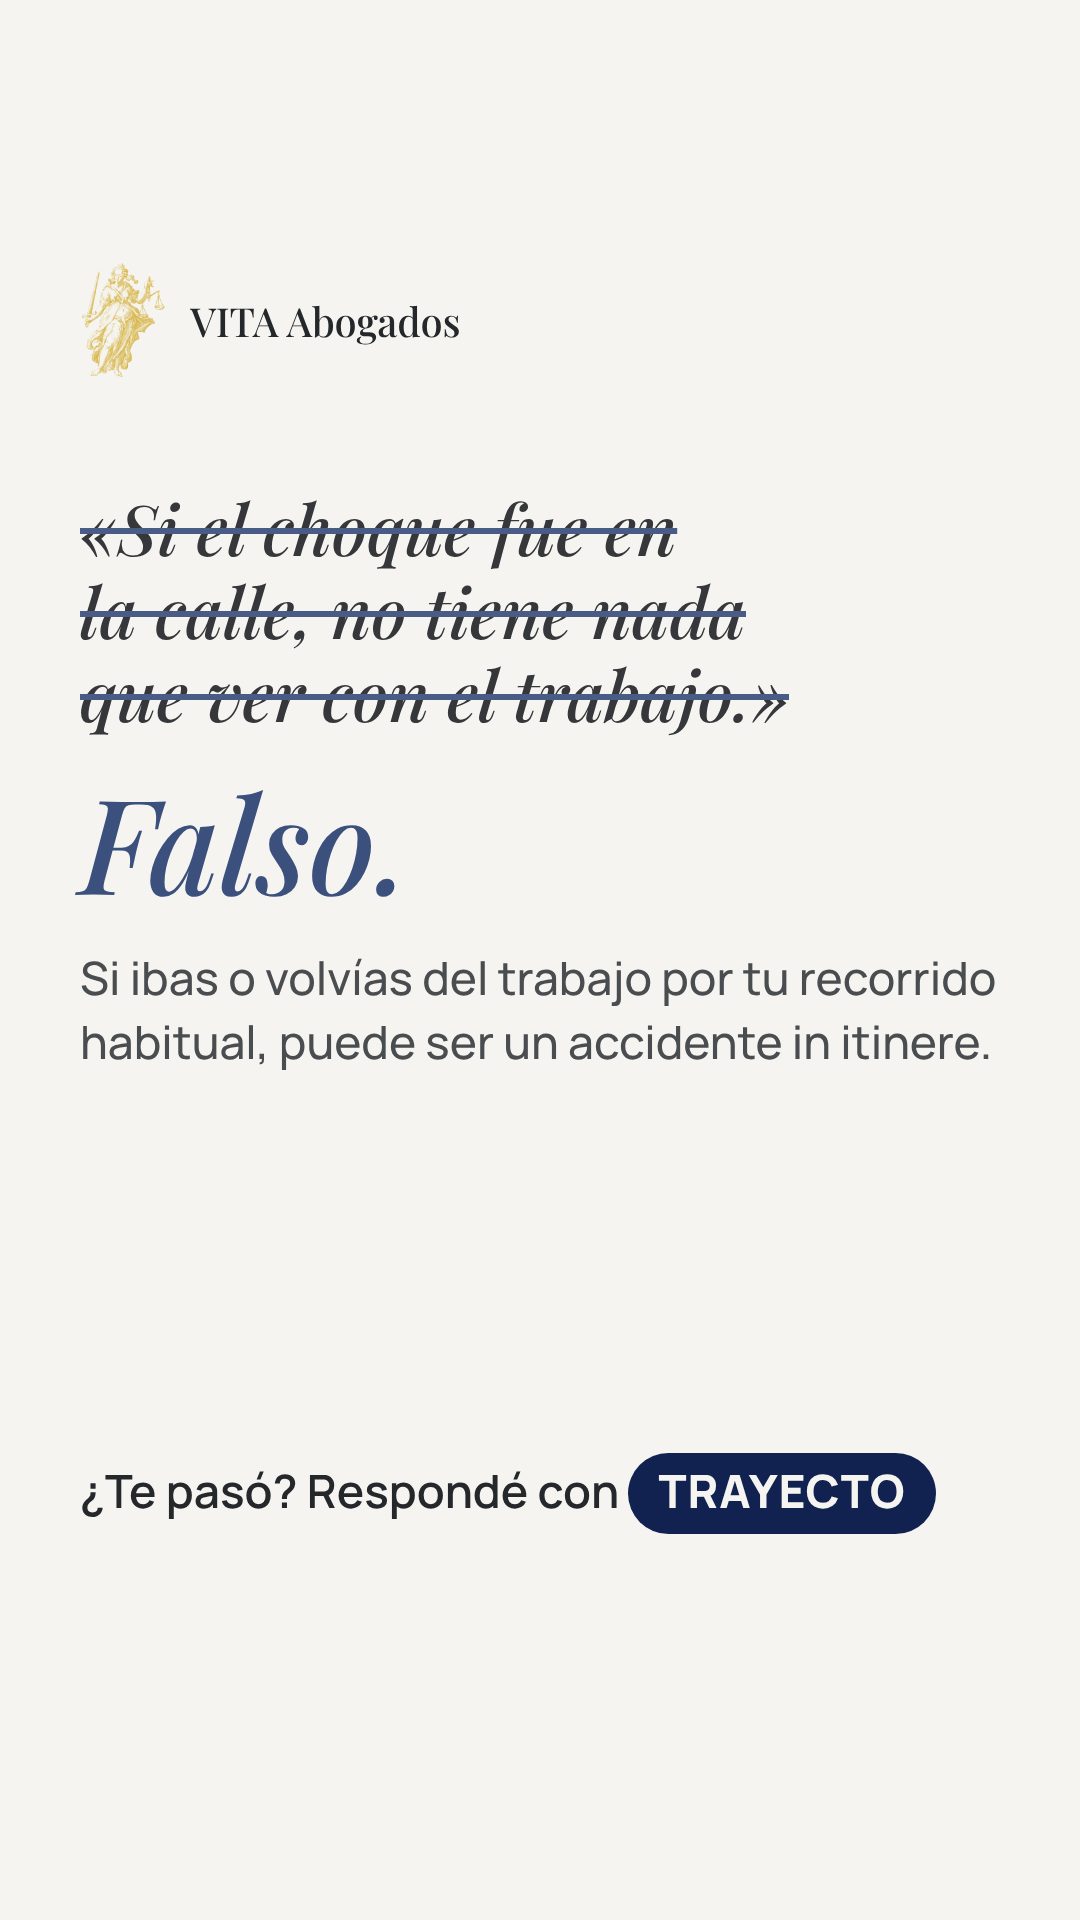 VITA Abogados
«Si el choque fue en
la calle, no tiene nada
que ver con el trabajo.»
Falso.
Si ibas o volvías del trabajo por tu recorrido
habitual, puede ser un accidente in itinere.
¿Te pasó? Respondé con TRAYECTO